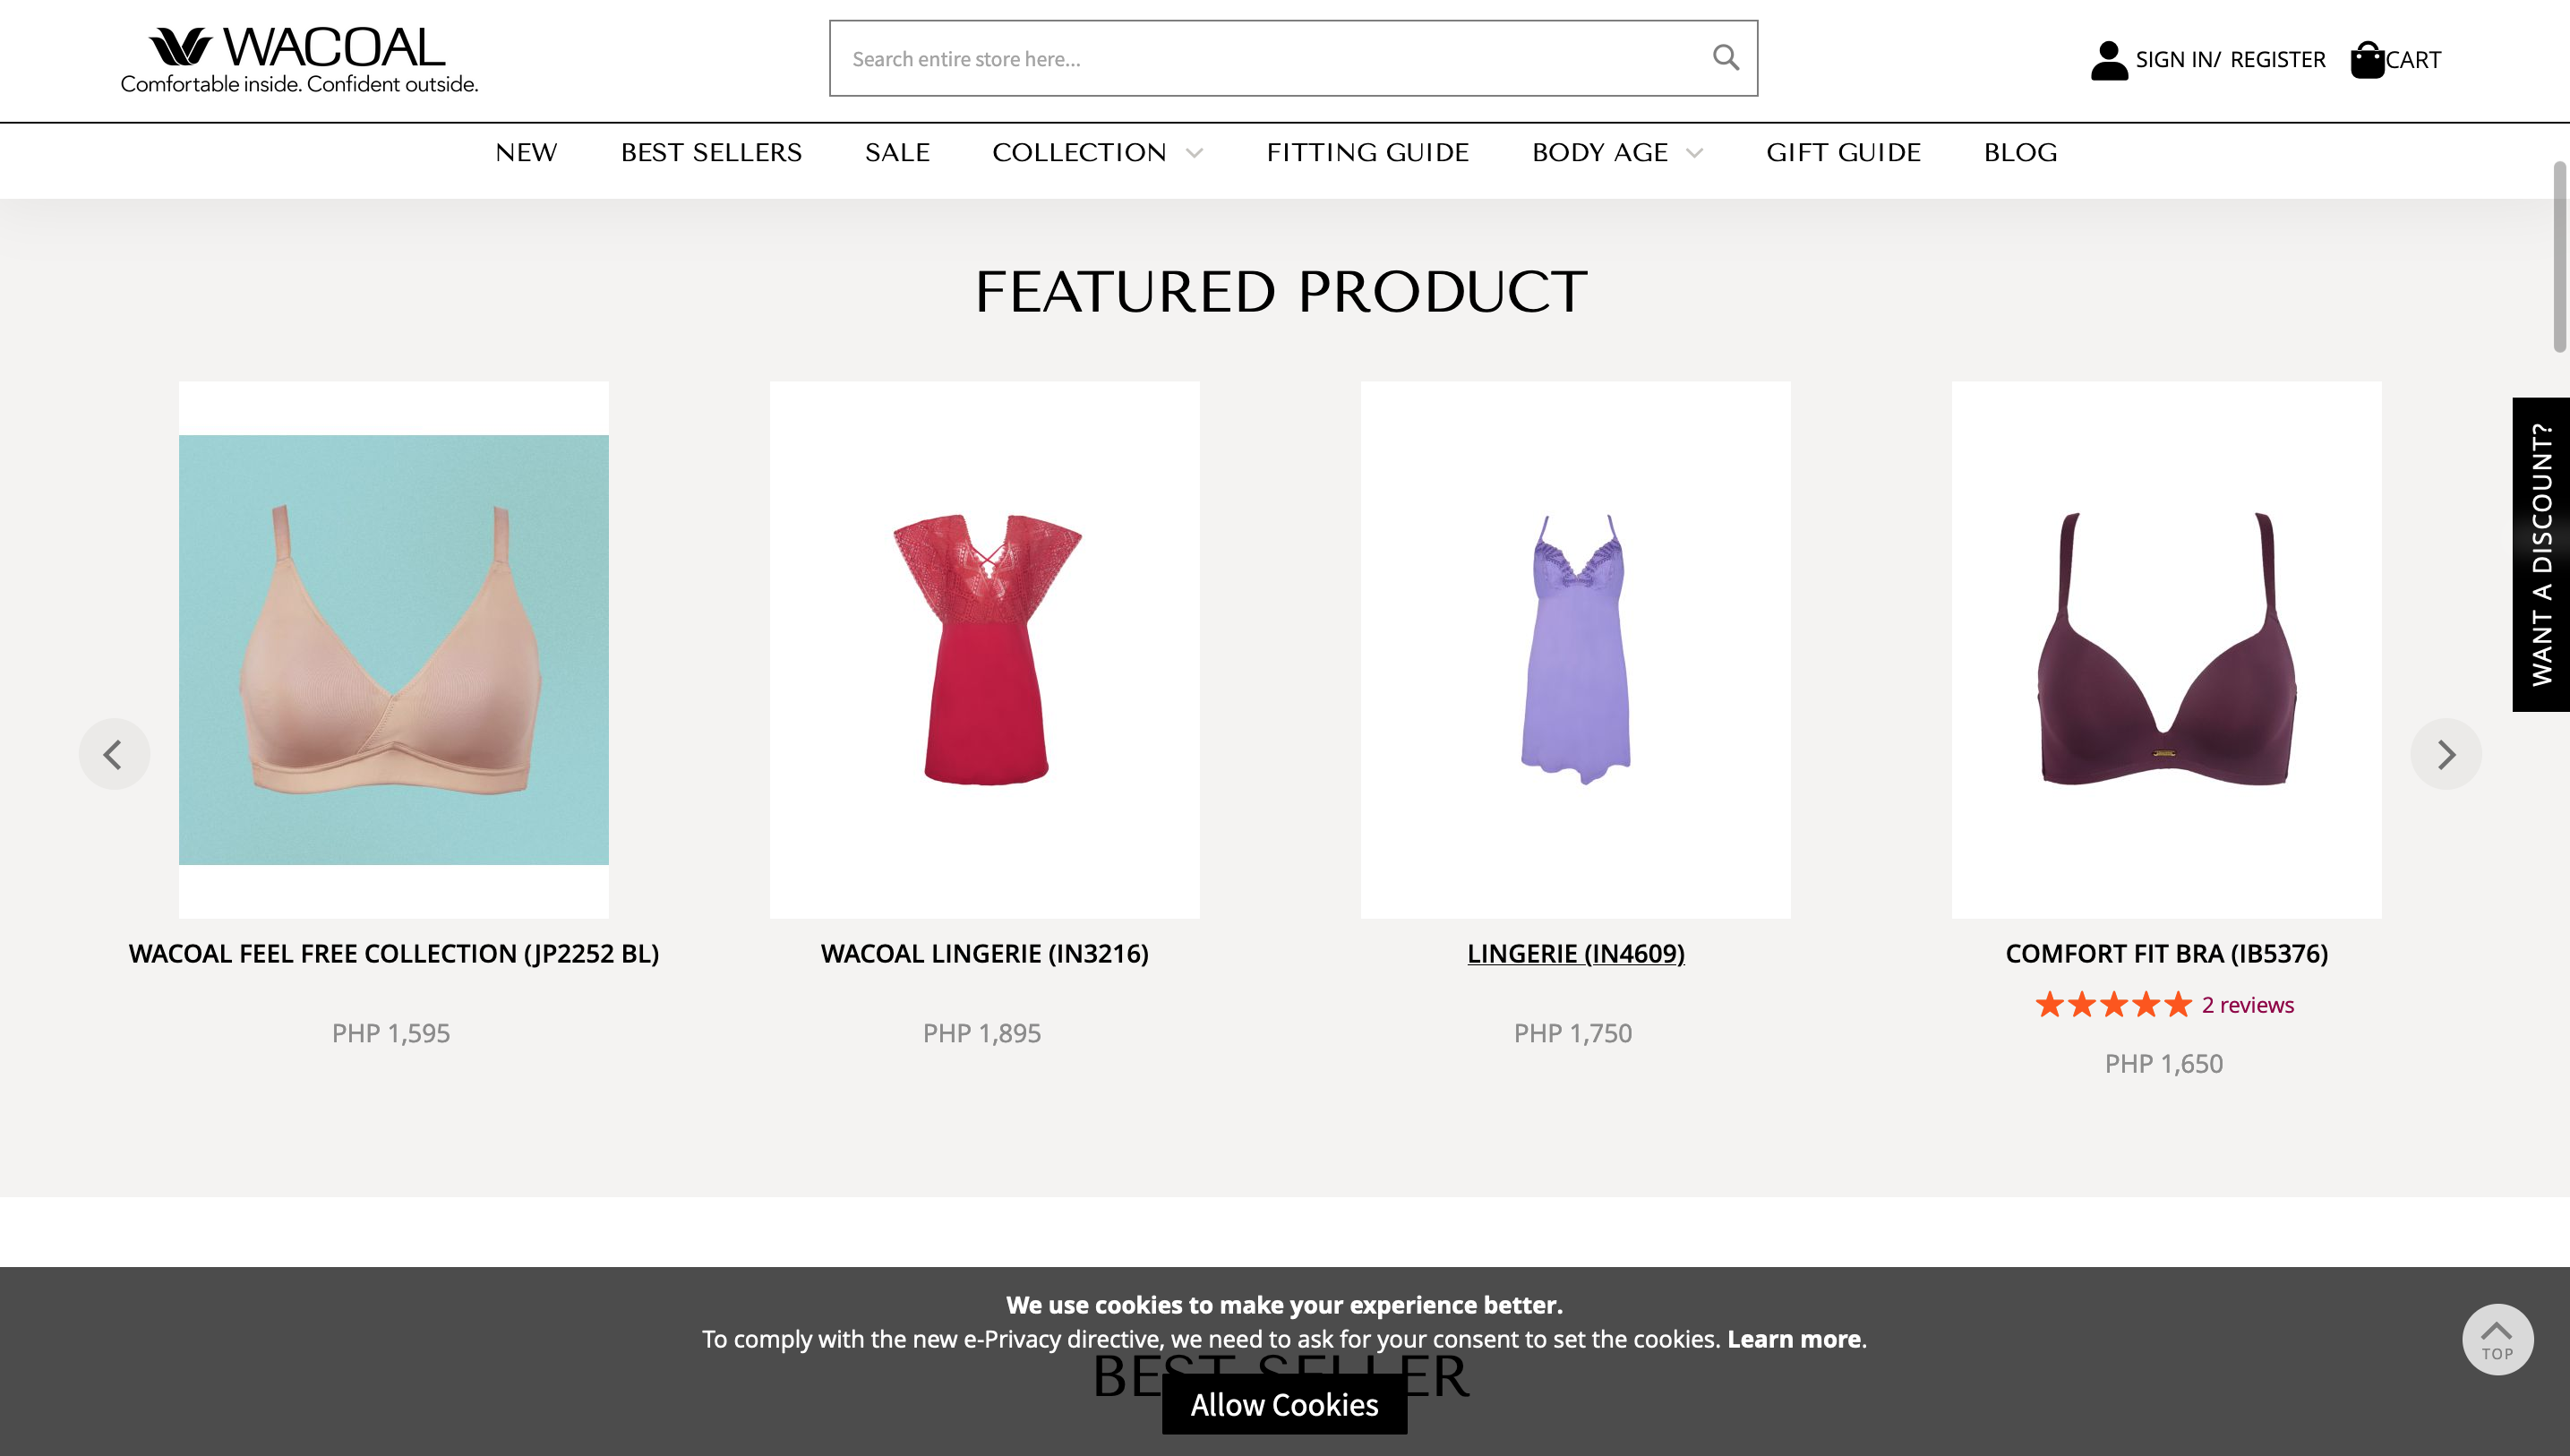 WACOAL
Comfortable inside. Confident outside.
Search entire store here...
SIGN IN/ REGISTER
CART
NEW
BEST SELLERS
SALE
COLLECTION
FITTING GUIDE
BODY AGE
GIFT GUIDE
BLOG
FEATURED PRODUCT
WANT A DISCOUNT?
WACOAL FEEL FREE COLLECTION (JP2252 BL)
PHP 1,595
WACOAL LINGERIE (IN3216)
PHP 1,895
LINGERIE (IN4609)
PHP 1,750
COMFORT FIT BRA (IB5376)
2 reviews
PHP 1,650
We use cookies to make your experience better.
To comply with the new e-Privacy directive, we need to ask for your consent to set the cookies. Learn more.
BEST SELLER
Allow Cookies
TOP